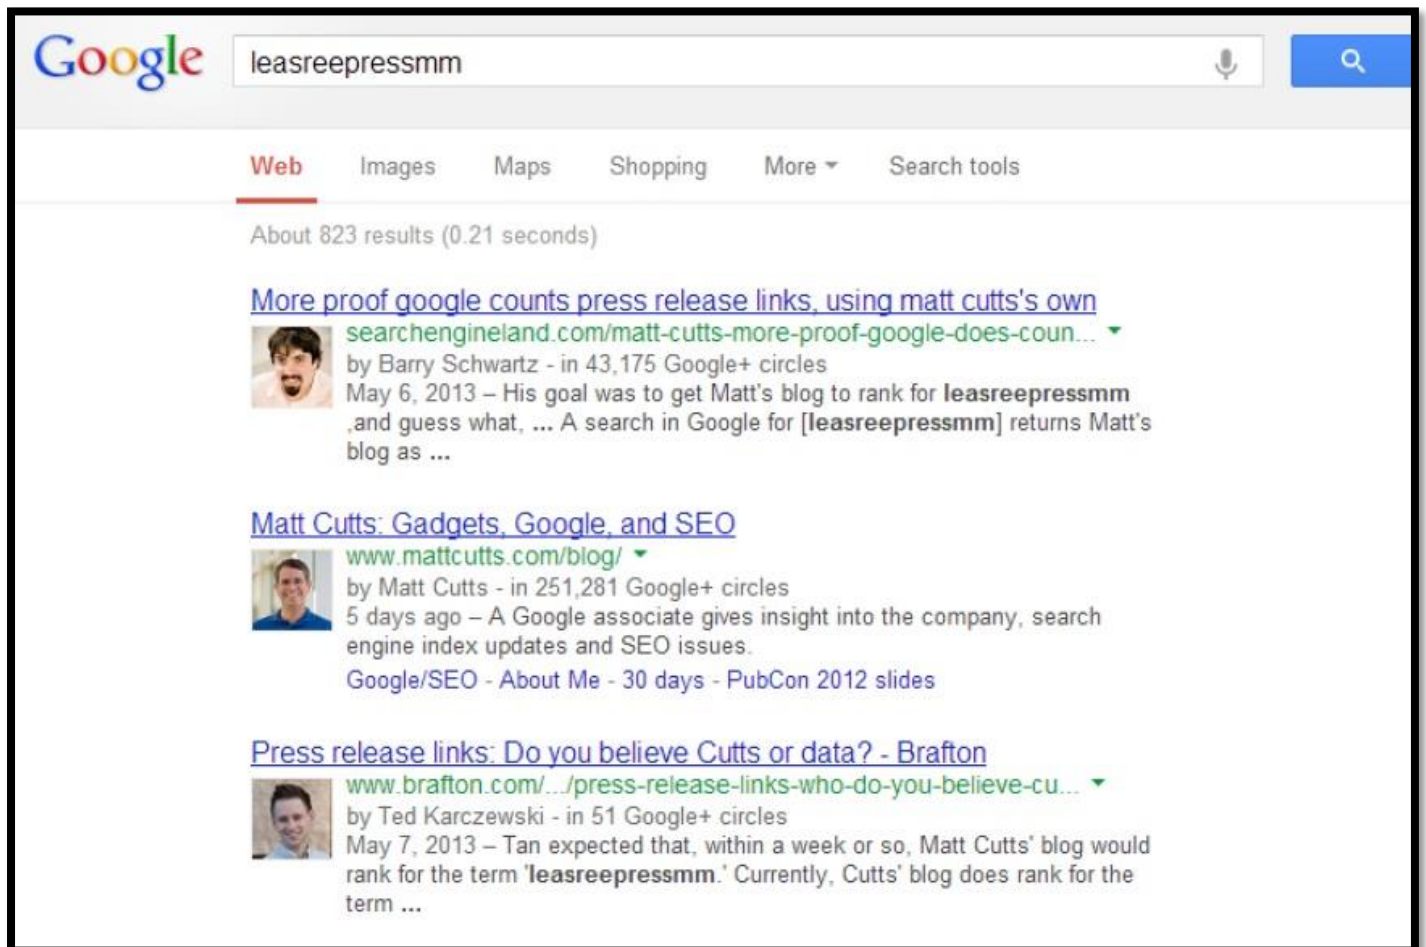 Google leasreepressmm
Web Images Maps Shopping More Search tools
About 823 results (0.21 seconds)
More proof google counts press release links, using matt cutts's own
searchengineland.com/matt-cutts-more-proof-google-does-coun...
by Barry Schwartz - in 43,175 Google+ circles
May 6, 2013 – His goal was to get Matt's blog to rank for leasreepressmm
,and guess what, ... A search in Google for [leasreepressmm] returns Matt's
blog as ...
Matt Cutts: Gadgets, Google, and SEO
www.mattcutts.com/blog/
by Matt Cutts - in 251,281 Google+ circles
5 days ago – A Google associate gives insight into the company, search
engine index updates and SEO issues.
Google/SEO - About Me - 30 days - PubCon 2012 slides
Press release links: Do you believe Cutts or data? - Brafton
www.brafton.com/.../press-release-links-who-do-you-believe-cu...
by Ted Karczewski - in 51 Google+ circles
May 7, 2013 – Tan expected that, within a week or so, Matt Cutts' blog would
rank for the term 'leasreepressmm.' Currently, Cutts' blog does rank for the
term ...